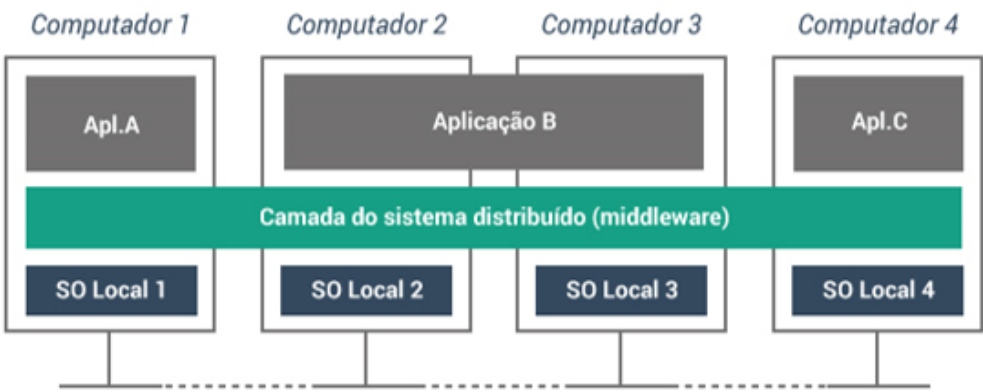 Computador 1
Computador 2
Computador 3
Computador 4
Apl.A
Aplicação B
Apl.C
Camada do sistema distribuído (middleware)
SO Local 1
SO Local 2
SO Local 3
SO Local 4